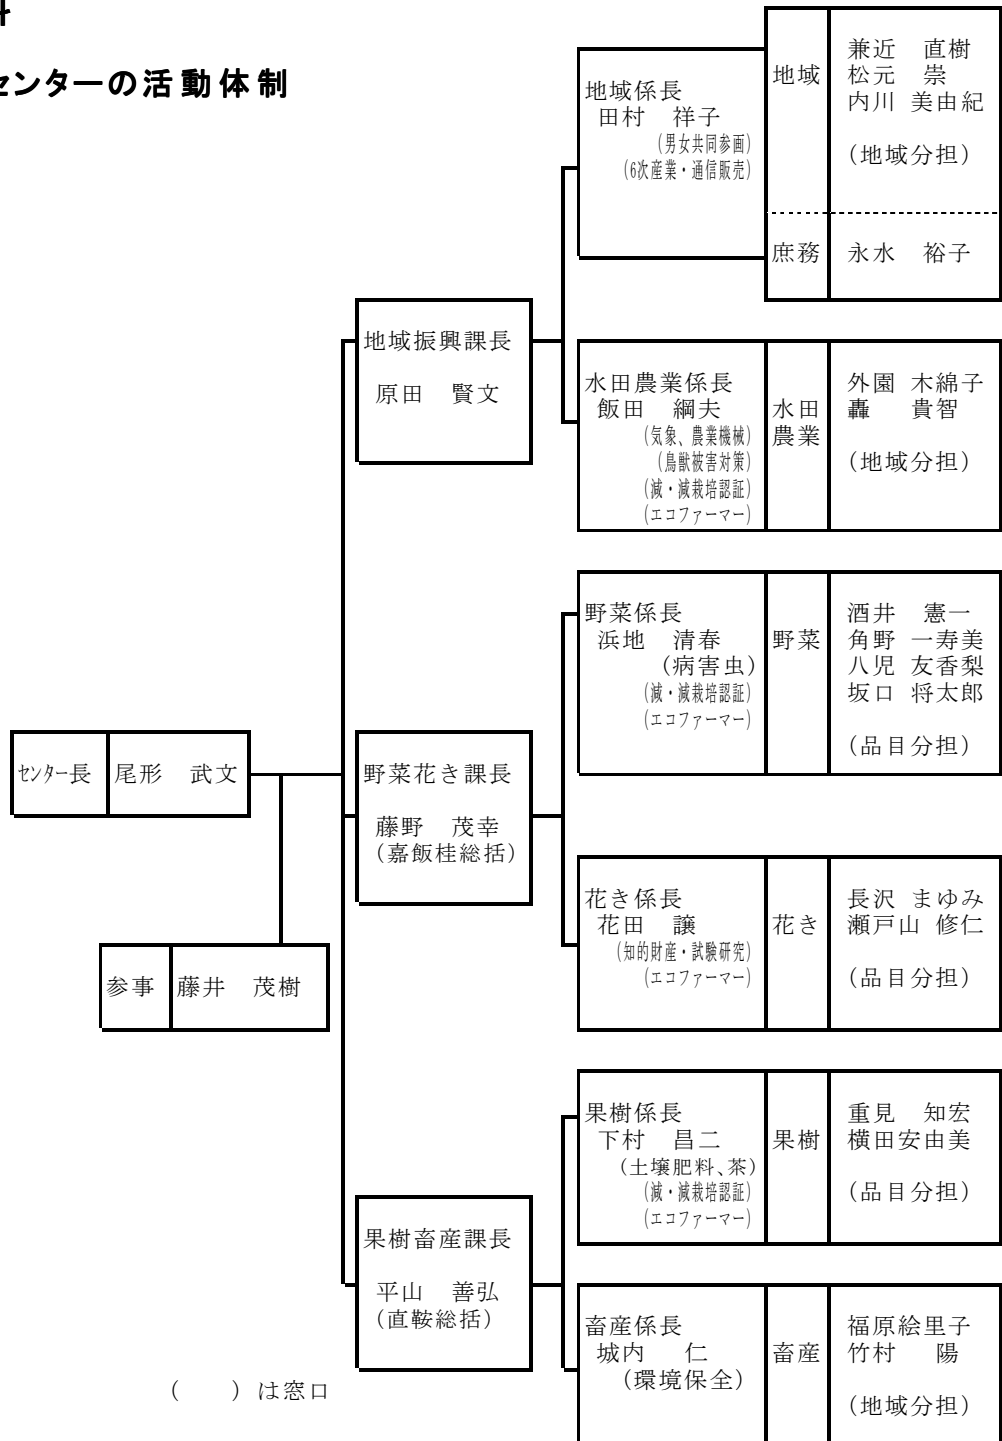 料
センターの活動体制
地域係長
田村　祥子
(男女共同参画)
(6次産業・通信販売)
地域
兼近　直樹
松元　崇
内川 美由紀
(地域分担)
庶務
永水　裕子
地域振興課長
原田　賢文
水田農業係長
飯田　綱夫
(気象、農業機械)
(鳥獣被害対策)
(減・減栽培認証)
(エコファーマー)
水田
農業
外園 木綿子
轟　貴智
(地域分担)
野菜係長
浜地　清春
(病害虫)
(減・減栽培認証)
(エコファーマー)
野菜
酒井　憲一
角野 一寿美
八児 友香梨
坂口 将太郎
(品目分担)
センター長
尾形　武文
野菜花き課長
藤野　茂幸
(嘉飯桂総括)
花き係長
花田　譲
(知的財産・試験研究)
(エコファーマー)
花き
長沢 まゆみ
瀬戸山 修仁
(品目分担)
参事
藤井　茂樹
果樹係長
下村　昌二
(土壌肥料、茶)
(減・減栽培認証)
(エコファーマー)
果樹
重見　知宏
横田安由美
(品目分担)
果樹畜産課長
平山　善弘
(直鞍総括)
畜産係長
城内　仁
(環境保全)
畜産
福原絵里子
竹村　陽
(地域分担)
(　　)は窓口